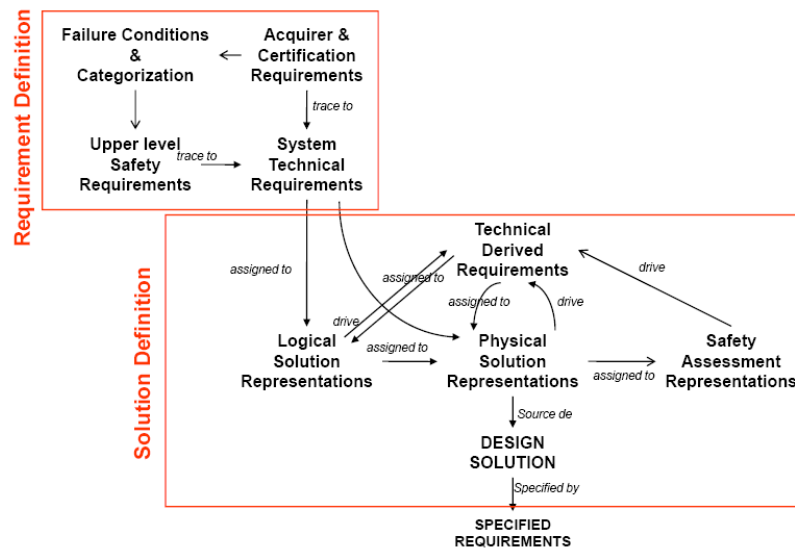 Requirement Definition
Failure Conditions
&
Categorization
Acquirer &
Certification
Requirements
trace to
Upper level
Safety
Requirements
trace to
System
Technical
Requirements
Solution Definition
Technical
Derived
Requirements
assigned to
assigned to
drive
assigned to
drive
drive
Logical
Solution
Representations
assigned to
Physical
Solution
Representations
assigned to
Safety
Assessment
Representations
Source de
DESIGN
SOLUTION
Specified by
SPECIFIED
REQUIREMENTS